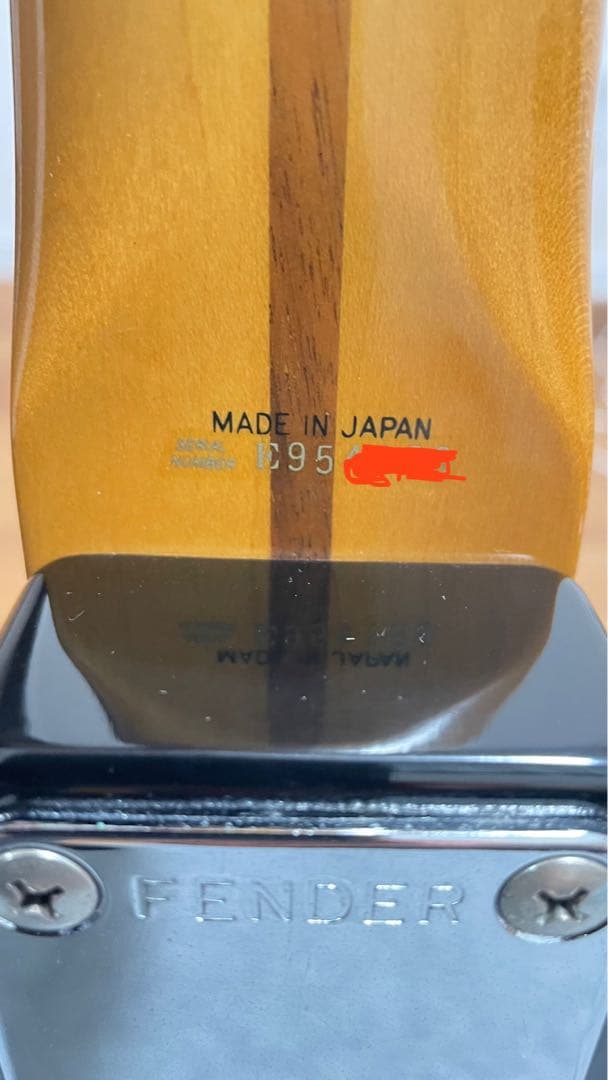 MADE IN JAPAN
SERIAL
NUMBER E95
FENDER